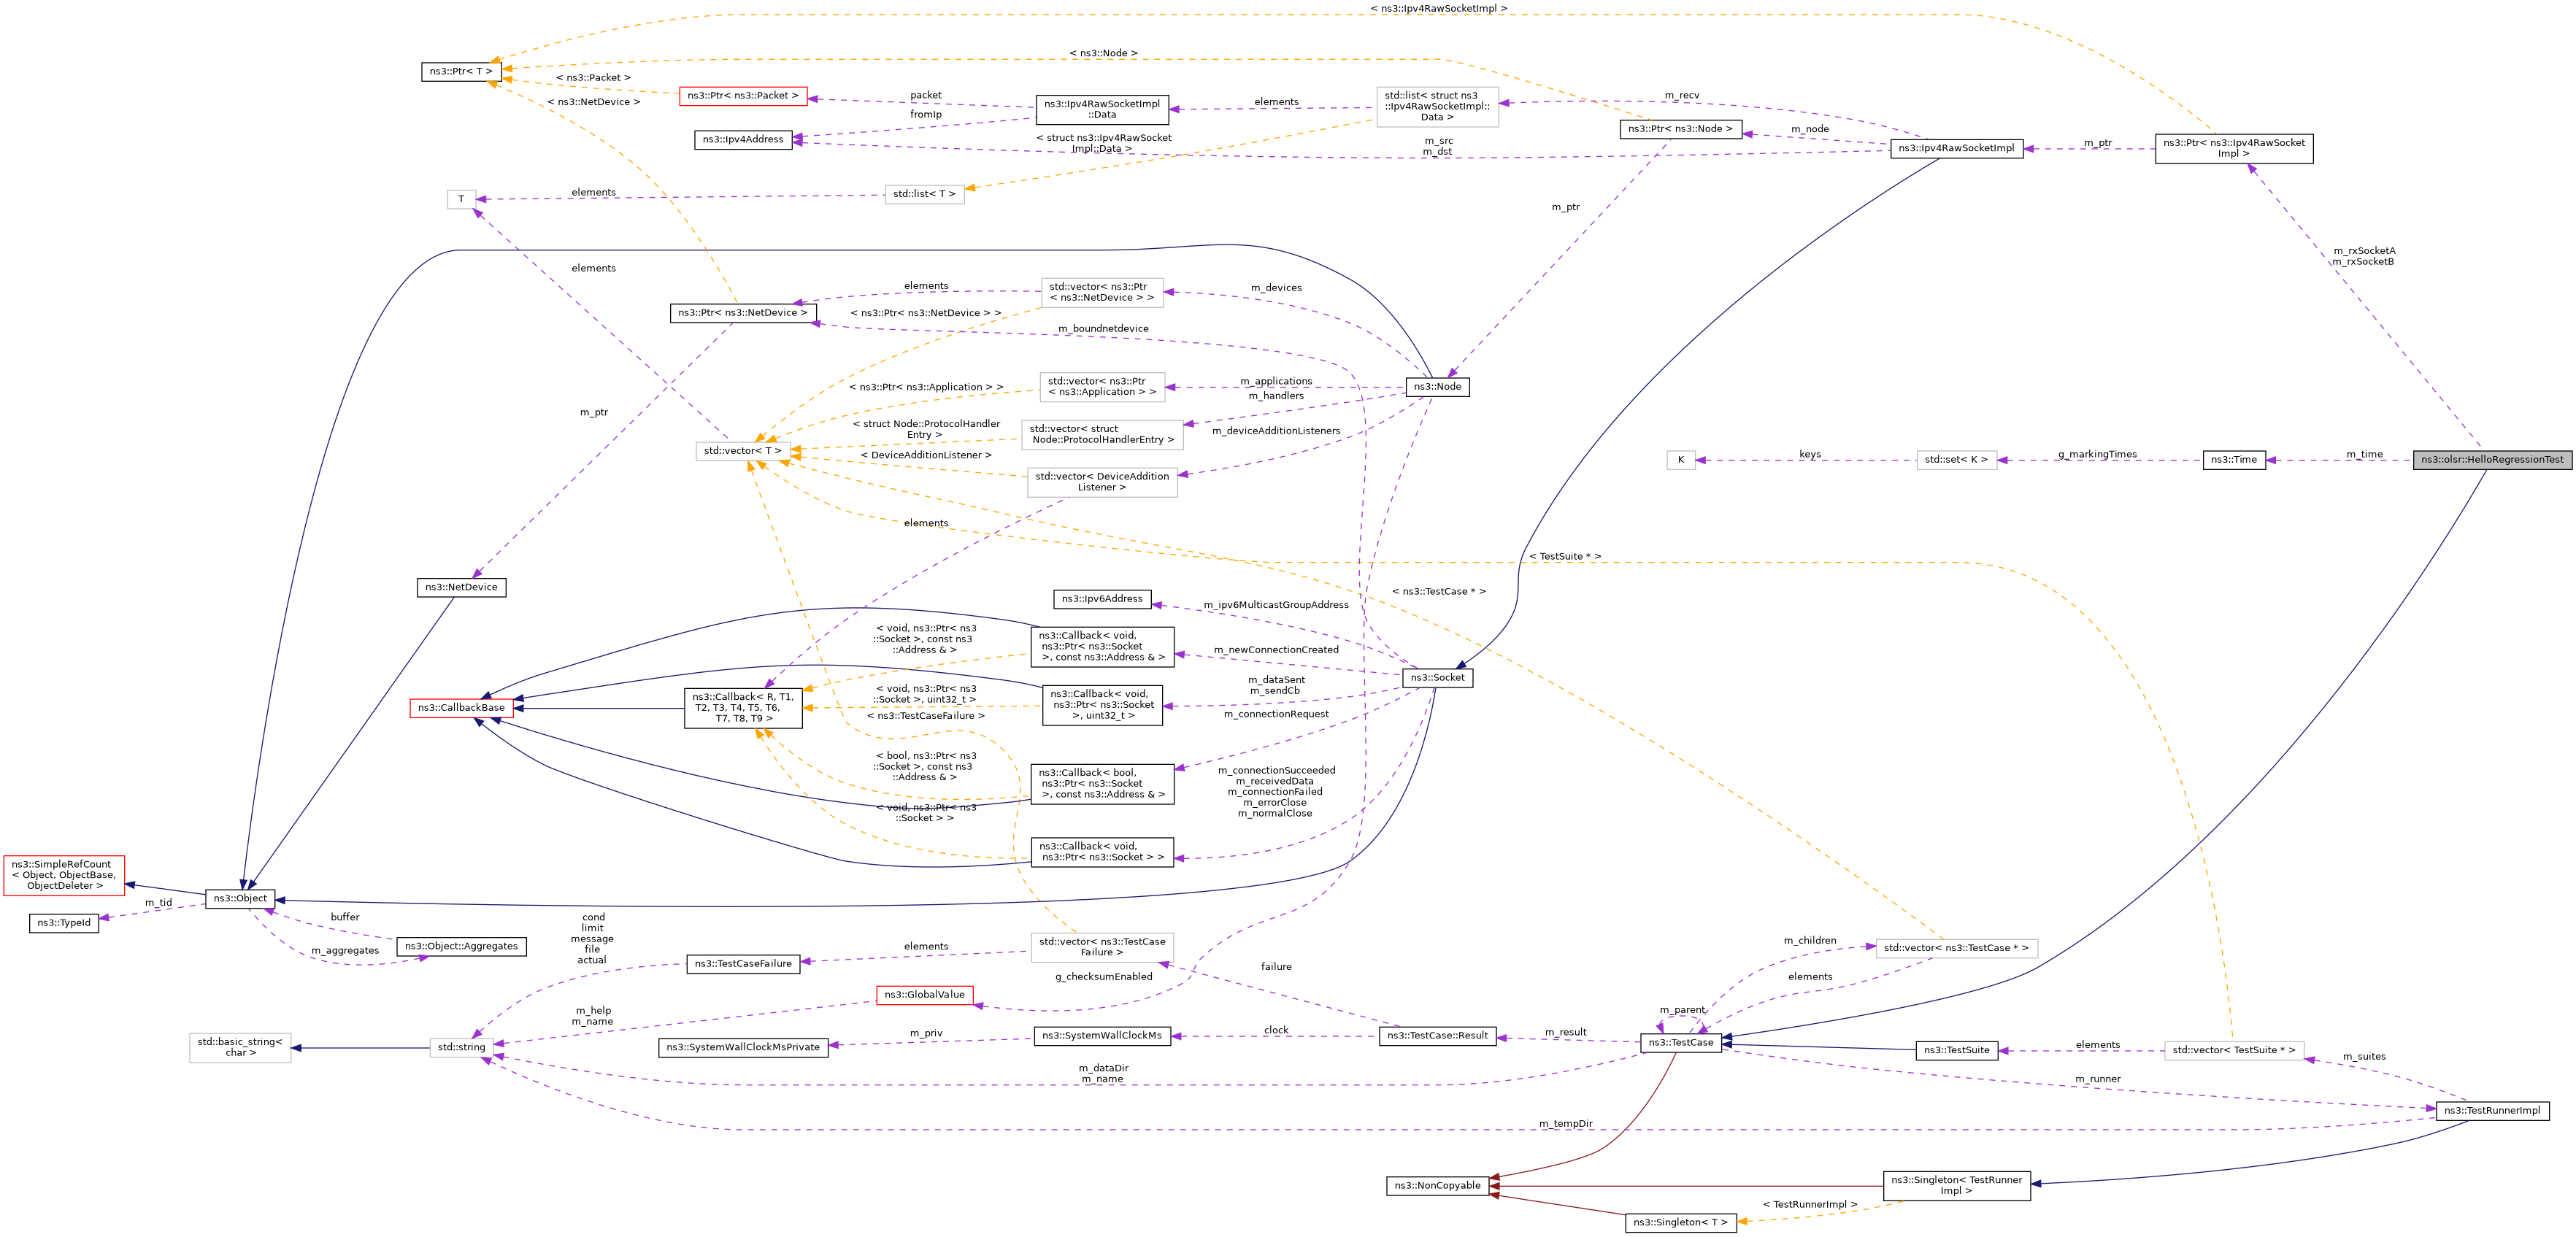 < ns3::Ipv4RawSocketImpl >
< ns3::Node >
ns3::Ptr< T >
< ns3::Packet >
ns3::Ptr< ns3::Packet >
< ns3::NetDevice >
packet
fromIp
ns3::Ipv4RawSocketImpl
::Data
elements
std::list< struct ns3
::Ipv4RawSocketImpl::
Data >
m_recv
ns3::Ptr< ns3::Node >
m_node
ns3::Ipv4RawSocketImpl
m_ptr
ns3::Ptr< ns3::Ipv4RawSocket
Impl >
ns3::Ipv4Address
< struct ns3::Ipv4RawSocket
Impl::Data >
m_src
m_dst
T
elements
std::list< T >
m_ptr
m_rxSocketA
m_rxSocketB
elements
elements
std::vector< ns3::Ptr
< ns3::NetDevice > >
m_devices
ns3::Ptr< ns3::NetDevice >
< ns3::Ptr< ns3::NetDevice > >
m_boundnetdevice
< ns3::Ptr< ns3::Application > >
std::vector< ns3::Ptr
< ns3::Application > >
m_applications
m_handlers
ns3::Node
m_ptr
< struct Node::ProtocolHandler
Entry >
std::vector< struct
Node::ProtocolHandlerEntry >
m_deviceAdditionListeners
std::vector< T >
< DeviceAdditionListener >
std::vector< DeviceAddition
Listener >
K
keys
std::set< K >
g_markingTimes
ns3::Time
m_time
ns3::olsr::HelloRegressionTest
elements
< TestSuite * >
< ns3::TestCase * >
ns3::NetDevice
ns3::Ipv6Address
m_ipv6MulticastGroupAddress
< void, ns3::Ptr< ns3
::Socket >, const ns3
::Address & >
ns3::Callback< void,
ns3::Ptr< ns3::Socket
>, const ns3::Address & >
m_newConnectionCreated
ns3::Socket
ns3::CallbackBase
ns3::Callback< R, T1,
T2, T3, T4, T5, T6,
T7, T8, T9 >
< void, ns3::Ptr< ns3
::Socket >, uint32_t >
< ns3::TestCaseFailure >
ns3::Callback< void,
ns3::Ptr< ns3::Socket
>, uint32_t >
m_dataSent
m_sendCb
m_connectionRequest
< bool, ns3::Ptr< ns3
::Socket >, const ns3
::Address & >
ns3::Callback< bool,
ns3::Ptr< ns3::Socket
>, const ns3::Address & >
m_connectionSucceeded
m_receivedData
m_connectionFailed
m_errorClose
m_normalClose
< void, ns3::Ptr< ns3
::Socket > >
ns3::Callback< void,
ns3::Ptr< ns3::Socket > >
ns3::SimpleRefCount
< Object, ObjectBase,
ObjectDeleter >
ns3::Object
m_tid
ns3::TypeId
buffer
m_aggregates
ns3::Object::Aggregates
cond
limit
message
file
actual
ns3::TestCaseFailure
elements
std::vector< ns3::TestCase
Failure >
failure
g_checksumEnabled
m_children
std::vector< ns3::TestCase * >
elements
ns3::GlobalValue
m_help
m_name
m_parent
std::basic_string<
char >
std::string
ns3::SystemWallClockMsPrivate
m_priv
ns3::SystemWallClockMs
clock
ns3::TestCase::Result
m_result
ns3::TestCase
ns3::TestSuite
elements
std::vector< TestSuite * >
m_suites
m_dataDir
m_name
m_runner
ns3::TestRunnerImpl
m_tempDir
ns3::NonCopyable
ns3::Singleton< TestRunner
Impl >
< TestRunnerImpl >
ns3::Singleton< T >